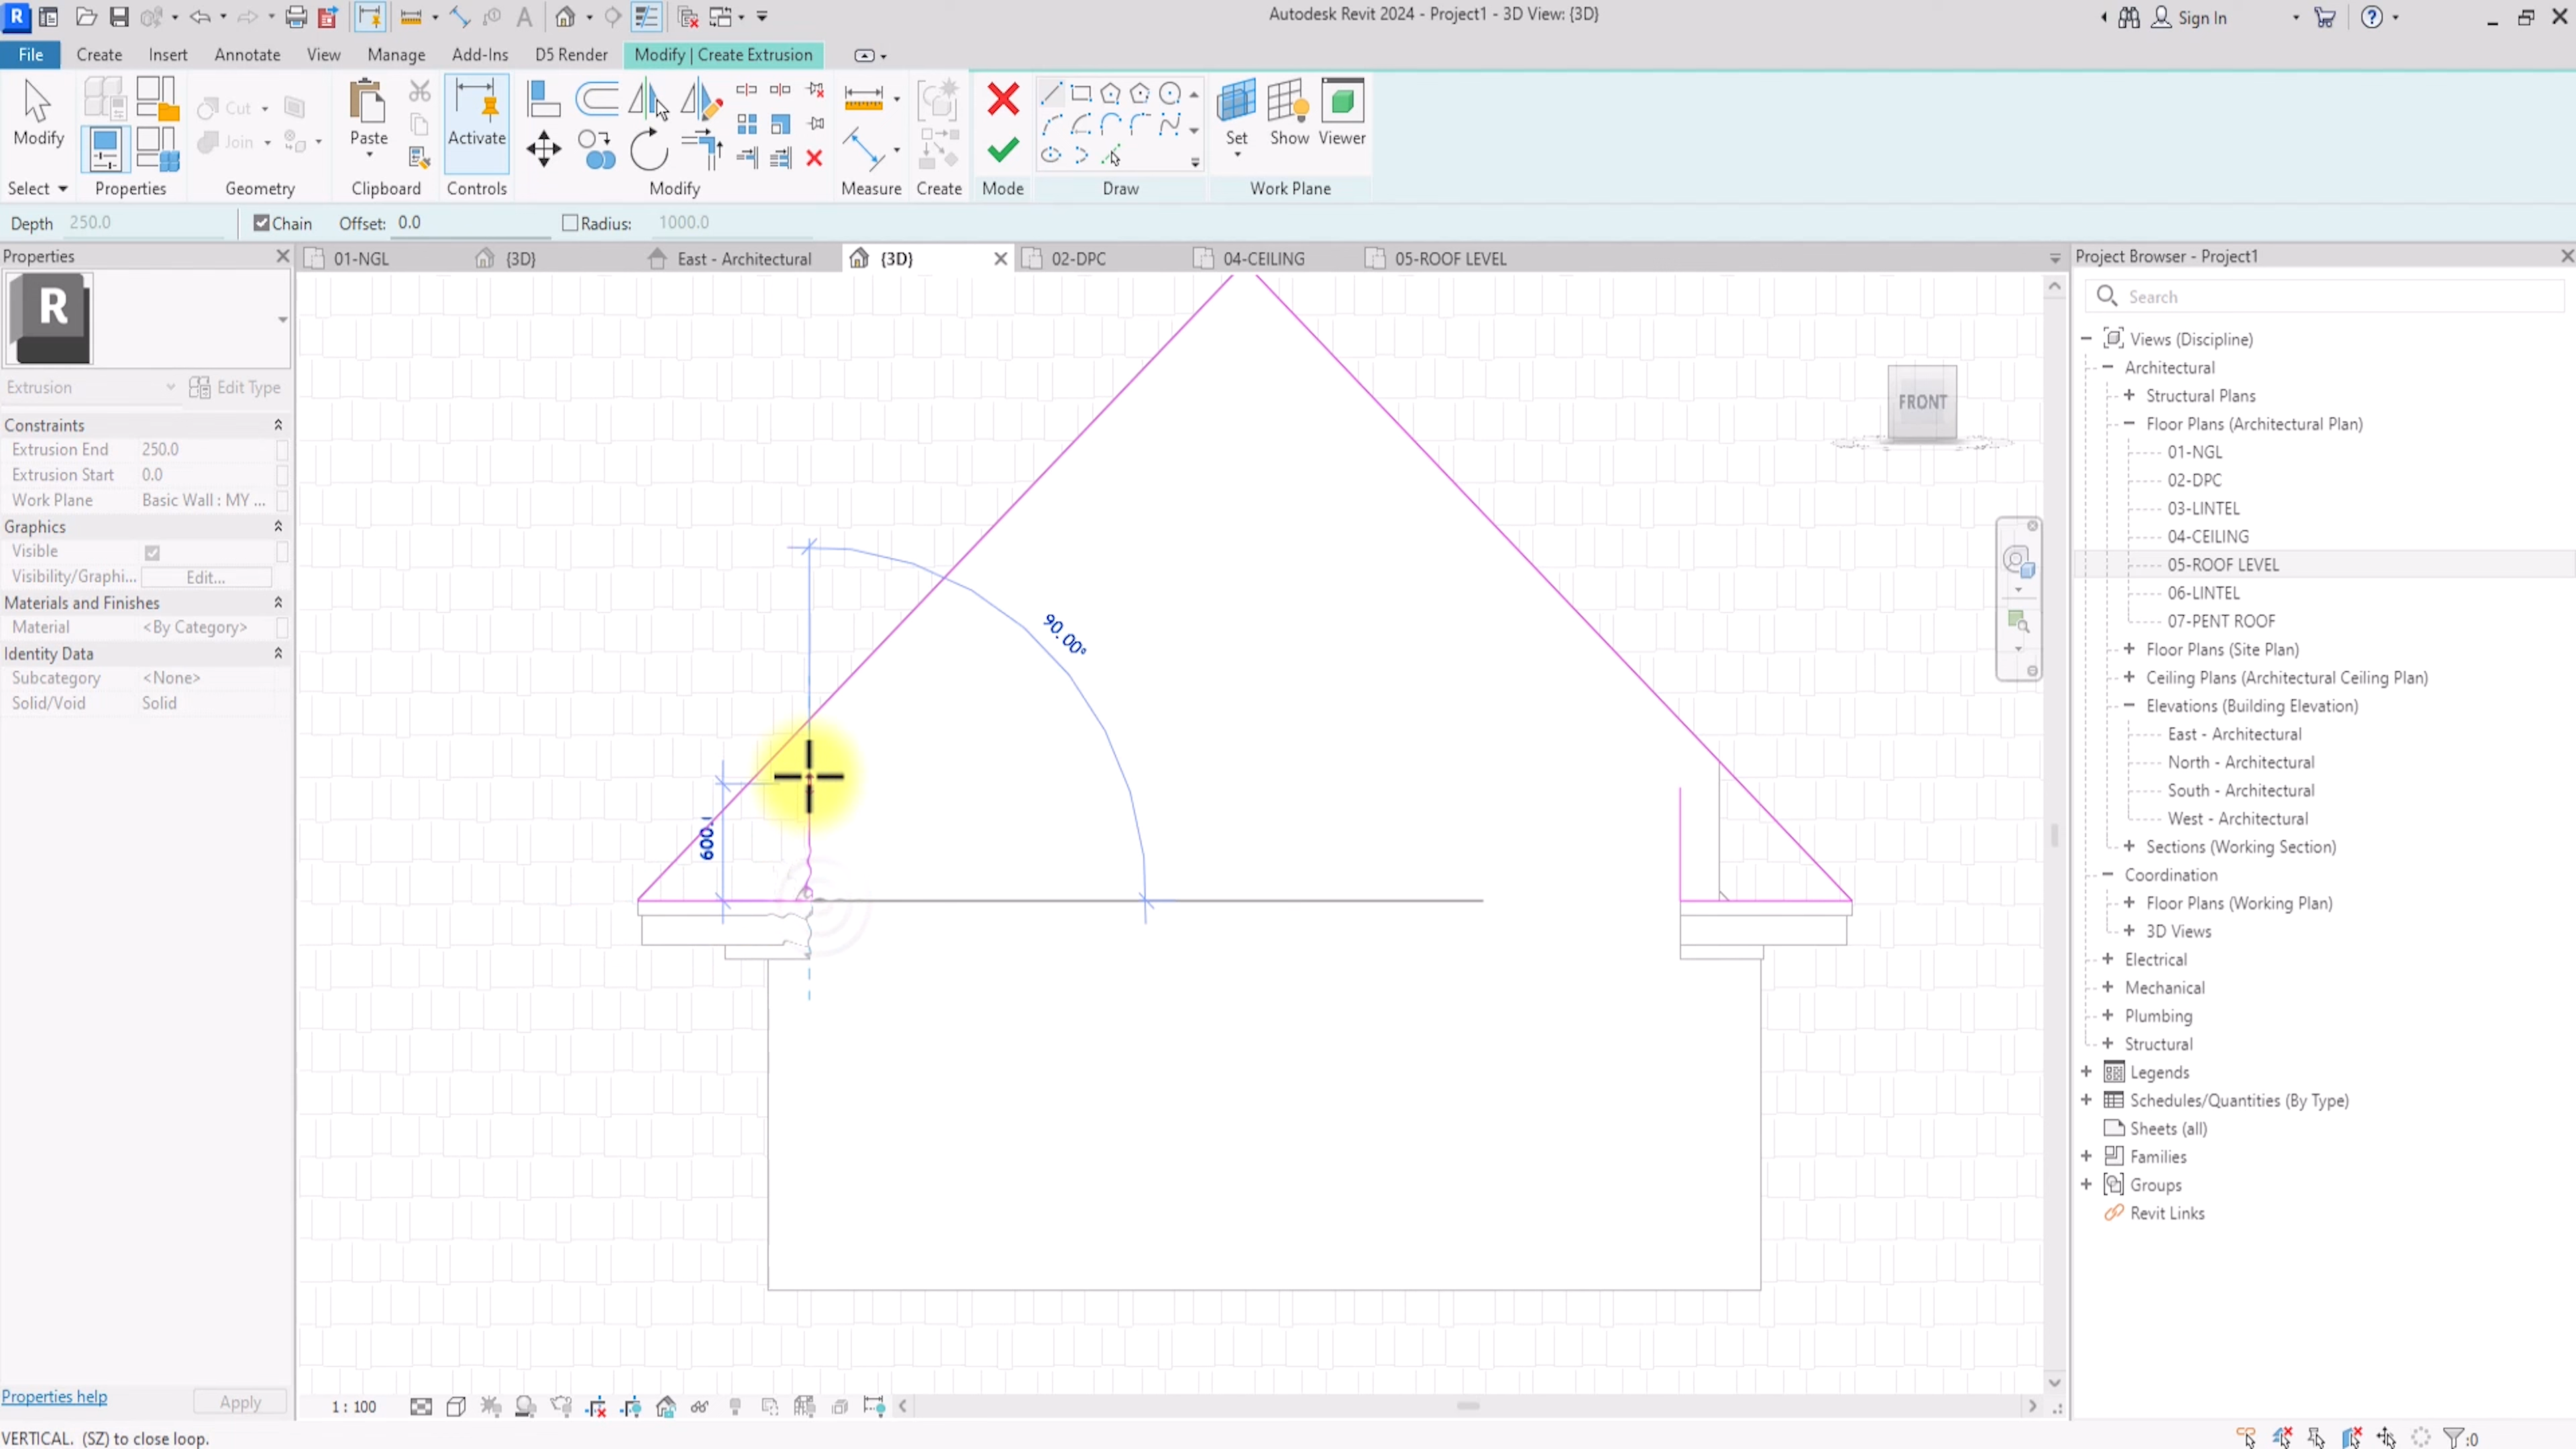 R
Autodesk Revit 2024 - Project1 - 3D View: {3D}
Sign In
File Create Insert Annotate View Manage Add-Ins D5 Render Modify | Create Extrusion
Modify
Cut
Join
Paste
Activate
Set Show Viewer
Select Properties Geometry Clipboard Controls Modify Measure Create Mode Draw Work Plane
Depth 250.0 Chain Offset: 0.0 Radius: 1000.0
Properties
01-NGL {3D} East - Architectural {3D} 02-DPC 04-CEILING 05-ROOF LEVEL
Project Browser - Project1
R
Search
Extrusion Edit Type
Constraints
Extrusion End 250.0
Extrusion Start 0.0
Work Plane Basic Wall : MY ...
Graphics
Visible
Visibility/Graphi... Edit...
Materials and Finishes
Material <By Category>
Identity Data
Subcategory <None>
Solid/Void Solid
Properties help Apply
FRONT
90.00°
600.
Views (Discipline)
Architectural
Structural Plans
Floor Plans (Architectural Plan)
01-NGL
02-DPC
03-LINTEL
04-CEILING
05-ROOF LEVEL
06-LINTEL
07-PENT ROOF
Floor Plans (Site Plan)
Ceiling Plans (Architectural Ceiling Plan)
Elevations (Building Elevation)
East - Architectural
North - Architectural
South - Architectural
West - Architectural
Sections (Working Section)
Coordination
Floor Plans (Working Plan)
3D Views
Electrical
Mechanical
Plumbing
Structural
Legends
Schedules/Quantities (By Type)
Sheets (all)
Families
Groups
Revit Links
1 : 100
VERTICAL. (SZ) to close loop.
:0